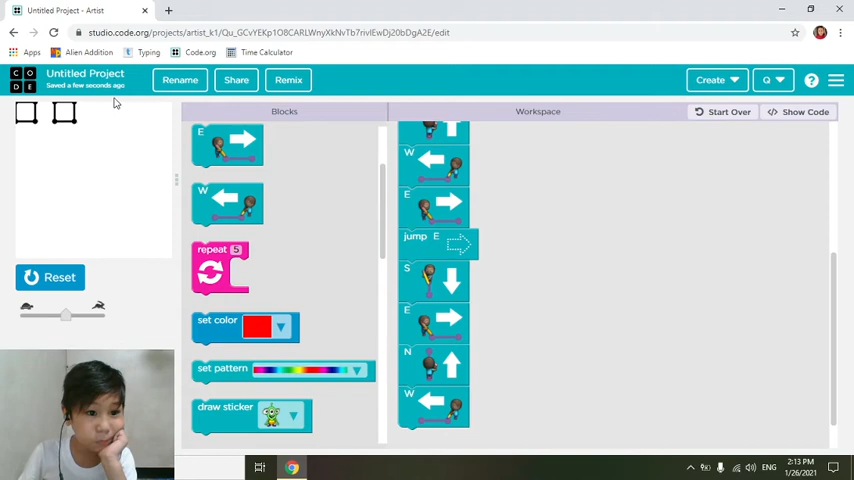 Untitled Project - Artist
studio.code.org/projects/artist_k1/Qu_GCvYEKp1O8CARLWmyXkNvTb7rivIEwDj20bDgA2E/edit
Apps
Alien Addition
Typing
Code.org
Time Calculator
C O
D E
Untitled Project
Saved a few seconds ago
Rename
Share
Remix
Create
Q
?
Blocks
Workspace
Start Over
Show Code
E
W
repeat 5
set color
set pattern
draw sticker
W
E
jump E
S
E
N
W
Reset
ENG
2:13 PM
1/26/2021